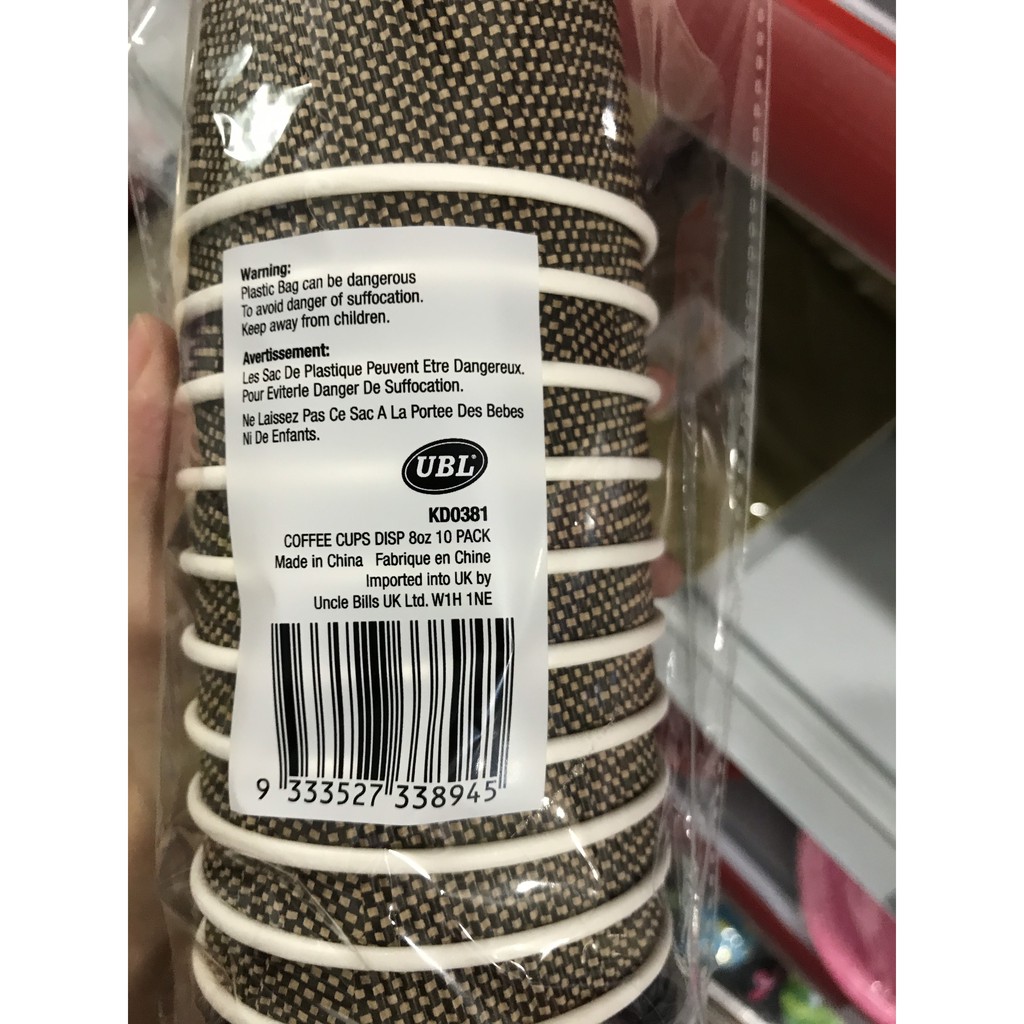 Warning:
Plastic Bag can be dangerous
To avoid danger of suffocation.
Keep away from children.
Avertissement:
Les Sac De Plastique Peuvent Etre Dangereux.
Pour Eviterle Danger De Suffocation.
Ne Laissez Pas Ce Sac A La Portee Des Bebes
Ni De Enfants.
UBL®
KD0381
COFFEE CUPS DISP 8oz 10 PACK
Made in China Fabrique en Chine
Imported into UK by
Uncle Bills UK Ltd. W1H 1NE
9 333527 338945